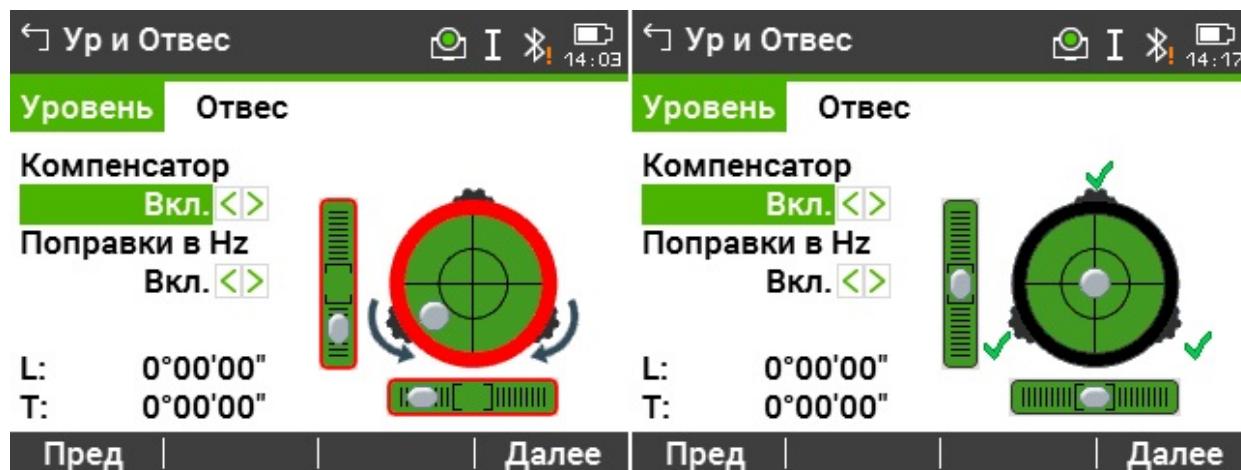 Ур и Отвес
I
14:03
Уровень Отвес
Компенсатор
Вкл.
Поправки в Hz
Вкл.
L: 0°00'00"
T: 0°00'00"
Пред Далее
Ур и Отвес
I
14:17
Уровень Отвес
Компенсатор
Вкл.
Поправки в Hz
Вкл.
L: 0°00'00"
T: 0°00'00"
Пред Далее